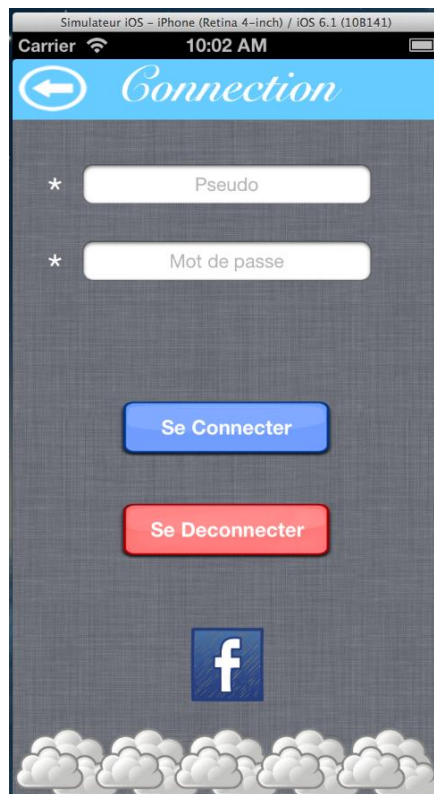 Simulateur iOS – iPhone (Retina 4-inch) / iOS 6.1 (10B141)
Carrier 10:02 AM
Connection
* Pseudo
* Mot de passe
Se Connecter
Se Deconnecter
f